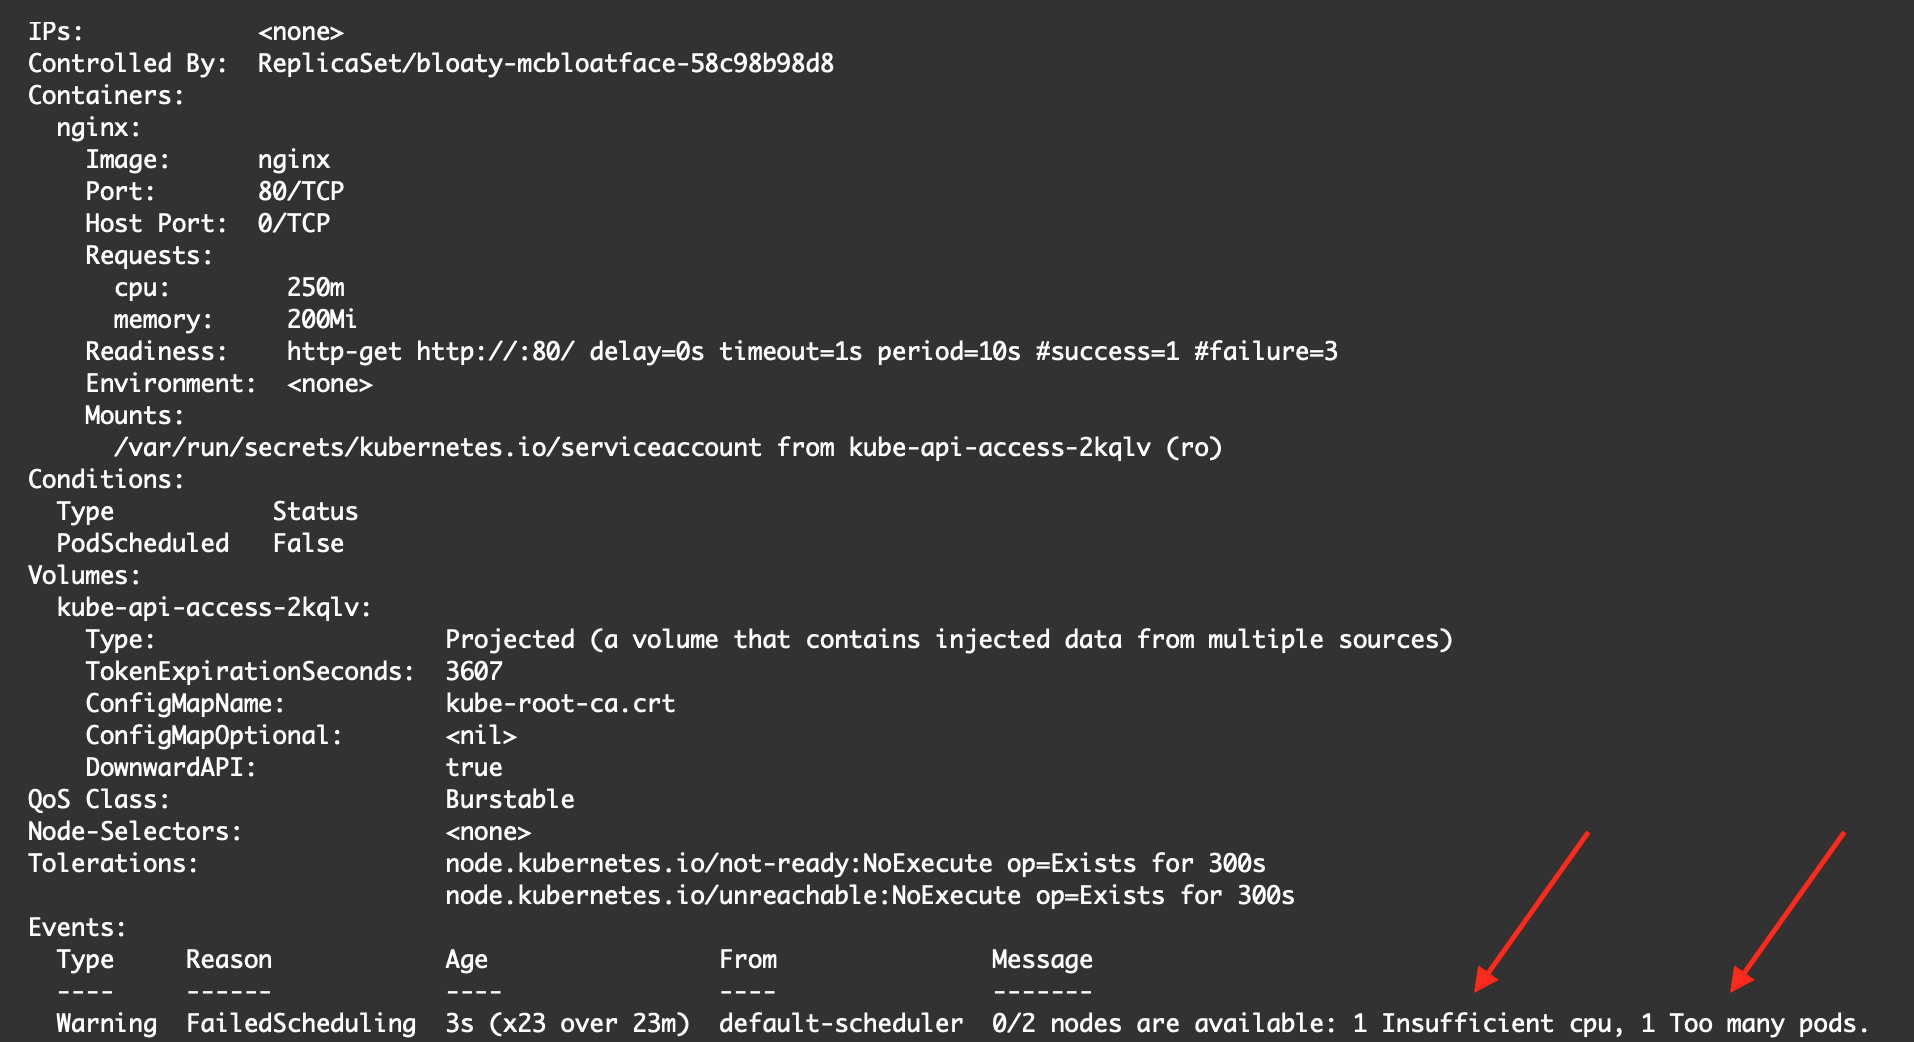 IPs:            <none>
Controlled By:  ReplicaSet/bloaty-mcbloatface-58c98b98d8
Containers:
  nginx:
    Image:      nginx
    Port:       80/TCP
    Host Port:  0/TCP
    Requests:
      cpu:        250m
      memory:     200Mi
    Readiness:    http-get http://:80/ delay=0s timeout=1s period=10s #success=1 #failure=3
    Environment:  <none>
    Mounts:
      /var/run/secrets/kubernetes.io/serviceaccount from kube-api-access-2kqlv (ro)
Conditions:
  Type           Status
  PodScheduled   False
Volumes:
  kube-api-access-2kqlv:
    Type:                    Projected (a volume that contains injected data from multiple sources)
    TokenExpirationSeconds:  3607
    ConfigMapName:           kube-root-ca.crt
    ConfigMapOptional:       <nil>
    DownwardAPI:             true
QoS Class:                   Burstable
Node-Selectors:              <none>
Tolerations:                 node.kubernetes.io/not-ready:NoExecute op=Exists for 300s
                             node.kubernetes.io/unreachable:NoExecute op=Exists for 300s
Events:
  Type     Reason            Age                From               Message
  ----     ------            ----               ----               -------
  Warning  FailedScheduling  3s (x23 over 23m)  default-scheduler  0/2 nodes are available: 1 Insufficient cpu, 1 Too many pods.